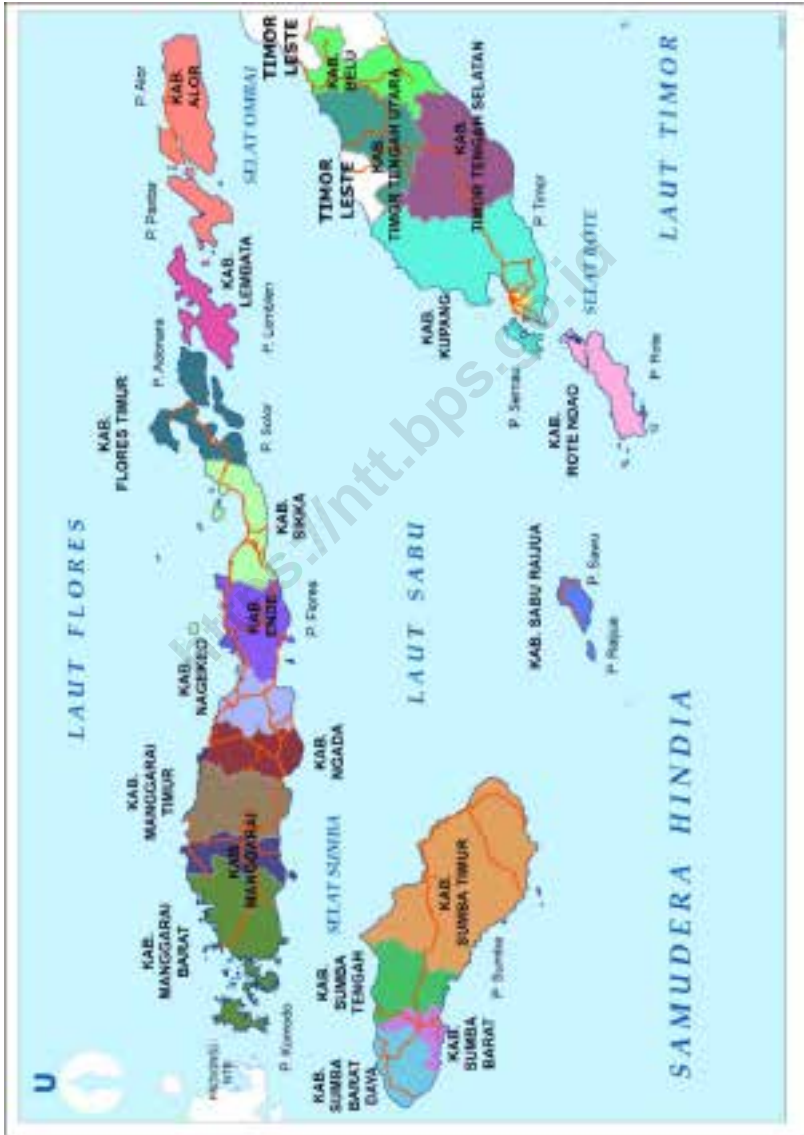 U
LAUT FLORES
PROVINSI
NTB
P. Komodo
KAB.
MANGGARAI
BARAT
KAB.
MANGGARAI
KAB.
MANGGARAI
TIMUR
KAB.
NGADA
KAB.
NAGEKEO
KAB.
ENDE
P. Flores
KAB.
SIKKA
KAB.
FLORES TIMUR
P. Solor
P. Adonara
KAB.
LEMBATA
P. Lomblen
P. Pantar
P. Alor
KAB.
ALOR
SELAT OMBAI
SELAT SUMBA
LAUT SABU
KAB.
SUMBA
BARAT
DAYA
KAB.
SUMBA
BARAT
KAB.
SUMBA
TENGAH
KAB.
SUMBA TIMUR
P. Sumba
KAB. SABU RAIJUA
P. Raijua
P. Sawu
KAB.
ROTE NDAO
P. Rote
SELAT ROTE
P. Semau
KAB.
KUPANG
P. Timor
TIMOR
LESTE
KAB.
TIMOR TENGAH UTARA
KAB.
TIMOR TENGAH SELATAN
TIMOR
LESTE
KAB.
BELU
LAUT TIMOR
SAMUDERA HINDIA
https://ntt.bps.go.id